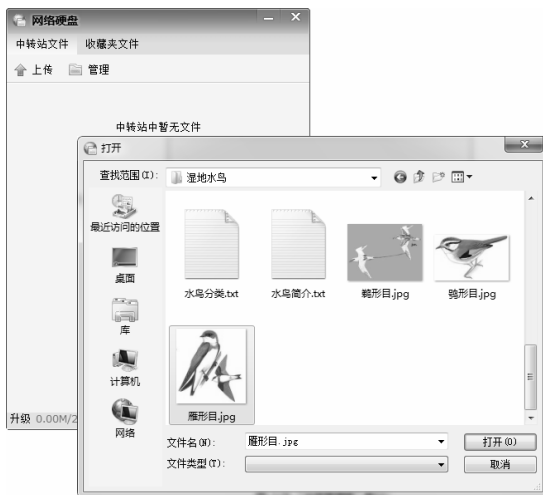 网络硬盘
中转站文件 收藏夹文件
上传 管理
中转站中暂无文件
打开
查找范围(I): 湿地水鸟
最近访问的位置
桌面
库
计算机
网络
水鸟分类.txt 水鸟简介.txt 鹈形目.jpg 鸻形目.jpg
雁形目.jpg
升级 0.00M/2
文件名(N): 雁形目.jpg 打开(O)
文件类型(T): 取消